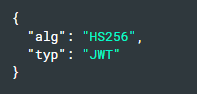 {
"alg": "HS256",
"typ": "JWT"
}